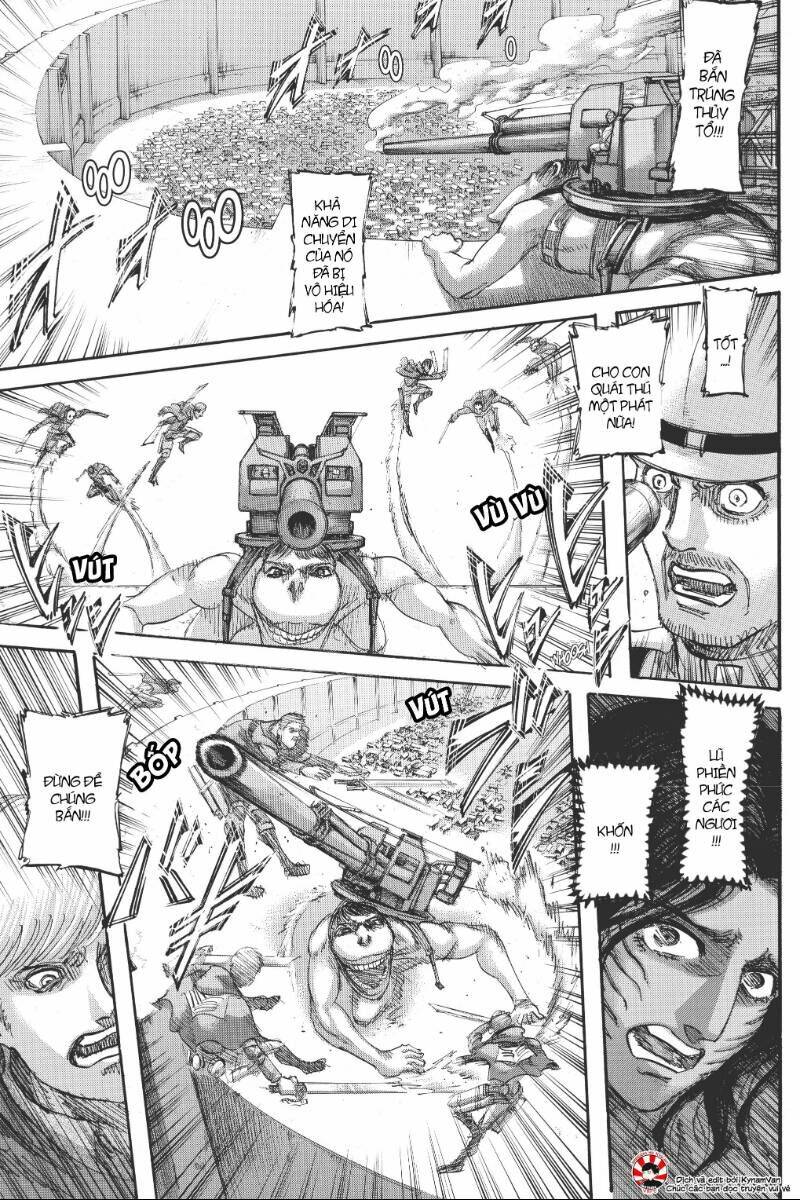 ĐÃ
BẮN
TRÚNG
THỦY
TỔ!!!
KHẢ
NĂNG DI
CHUYỂN
CỦA NÓ
ĐÃ BỊ
VÔ HIỆU
HÓA!
TỐT
...!
CHO CON
QUÁI THÚ
MỘT PHÁT
NỮA!
VÙ VÙ
VÚT
LŨ
PHIỀN
PHỨC
CÁC
NGƯƠI
!!!
KHỐN
!!!
VÚT
BỐP
ĐỪNG ĐỂ
CHÚNG
BẮN!!!
Dịch và edit bởi KynamVan
Chúc các bạn đọc truyện vui vẻ